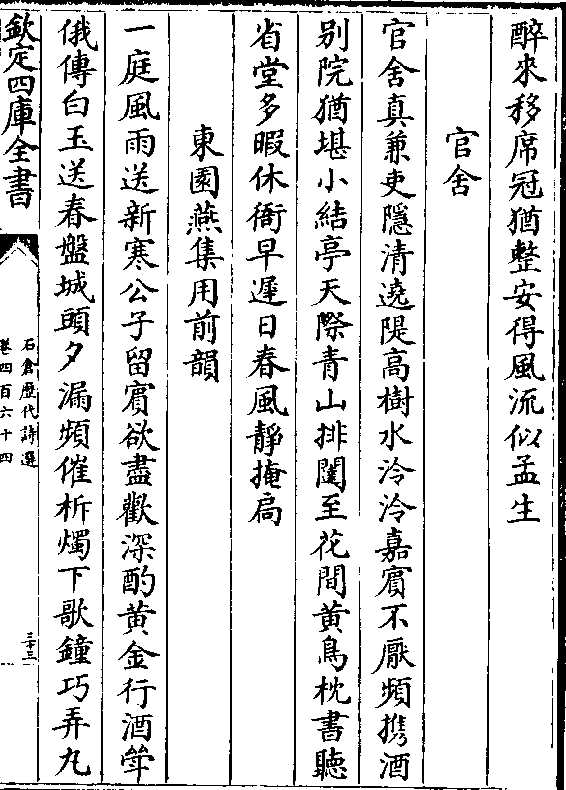 醉來移席冠猶整安得風流似孟生
官舍
官舍真兼吏隱清遶隄高樹水泠泠嘉賓不厭頻携酒
别院猶堪小結亭天際青山排闥至花間黄鳥枕書聽
省堂多暇休衙早遲日春風靜掩扃
東園燕集用前韻
一庭風雨送新寒公子留賓欲盡歡深酌黄金行酒斝
俄傳白玉送春盤城頭夕漏頻催柝燭下歌鐘巧弄丸
欽定四庫全書
石倉歷代詩選
卷四百六十四
三十三